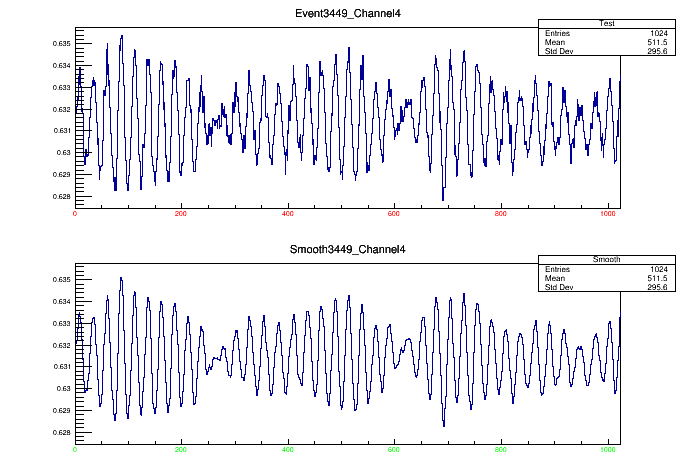 Event3449_Channel4
Test
Entries 1024
Mean 511.5
Std Dev 295.6
0.635
0.634
0.633
0.632
0.631
0.63
0.629
0.628
0 200 400 600 800 1000
Smooth3449_Channel4
Smooth
Entries 1024
Mean 511.5
Std Dev 295.6
0.635
0.634
0.633
0.632
0.631
0.63
0.629
0.628
0 200 400 600 800 1000